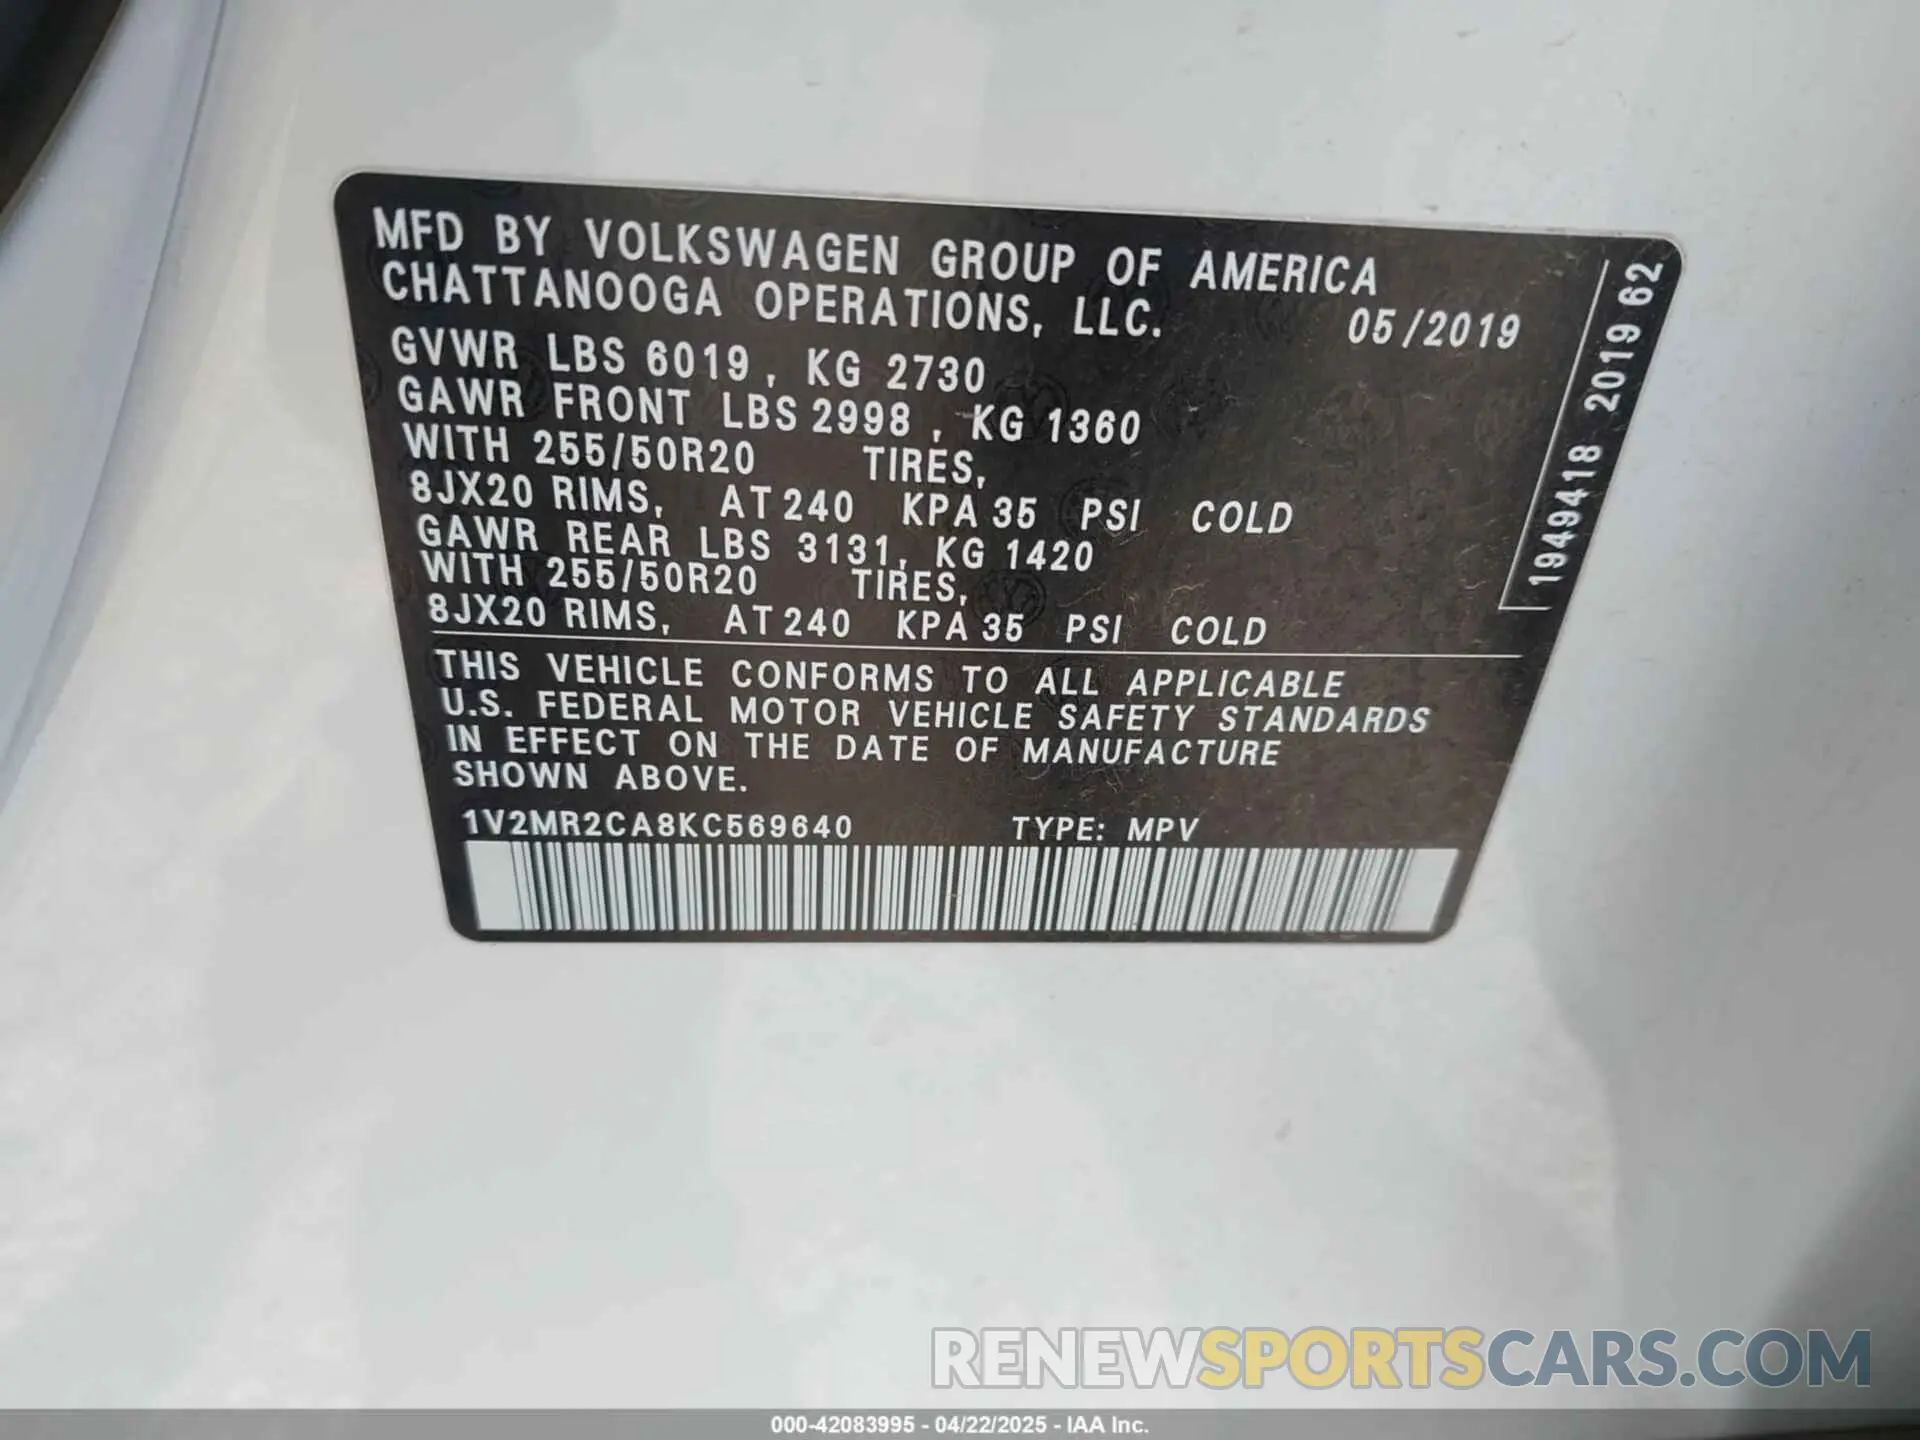 MFD BY VOLKSWAGEN GROUP OF AMERICA
CHATTANOOGA OPERATIONS, LLC.
05/2019
GVWR LBS 6019, KG 2730
GAWR FRONT LBS 2998, KG 1360
WITH 255/50R20 TIRES,
8JX20 RIMS, AT 240 KPA 35 PSI COLD
GAWR REAR LBS 3131, KG 1420
WITH 255/50R20 TIRES,
8JX20 RIMS, AT 240 KPA 35 PSI COLD
THIS VEHICLE CONFORMS TO ALL APPLICABLE
U.S. FEDERAL MOTOR VEHICLE SAFETY STANDARDS
IN EFFECT ON THE DATE OF MANUFACTURE
SHOWN ABOVE.
1V2MR2CA8KC569640 TYPE: MPV
1949418 2019 62
RENEWSPORTSCARS.COM
000-42083995 - 04/22/2025 - IAA Inc.